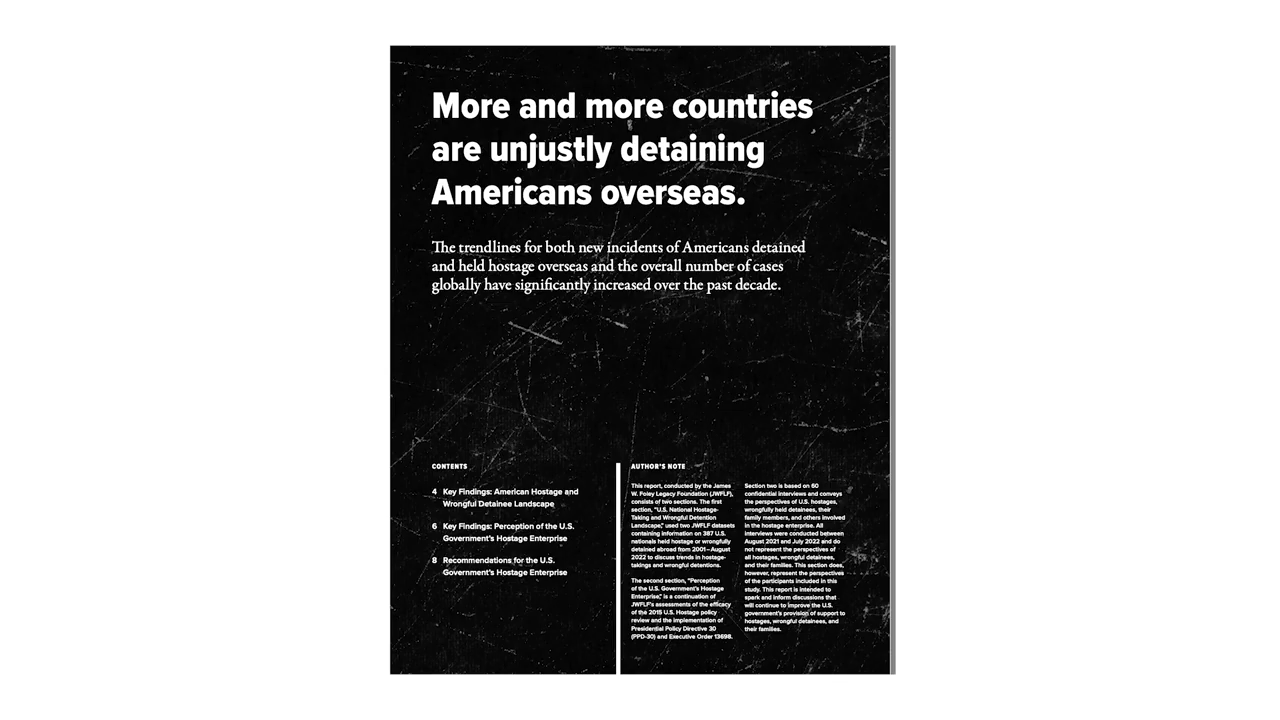 More and more countries
are unjustly detaining
Americans overseas.
The trendlines for both new incidents of Americans detained
and held hostage overseas and the overall number of cases
globally have significantly increased over the past decade.
CONTENTS
4 Key Findings: American Hostage and
Wrongful Detainee Landscape
6 Key Findings: Perception of the U.S.
Government's Hostage Enterprise
8 Recommendations for the U.S.
Government's Hostage Enterprise
AUTHOR'S NOTE
This report, conducted by the James
W. Foley Legacy Foundation (JWFLF),
consists of two sections. The first
section, "U.S. National Hostage-
Taking and Wrongful Detention
Landscape," used two JWFLF datasets
containing information on 387 U.S.
nationals held hostage or wrongfully
detained abroad from 2001–August
2022 to discuss trends in hostage-
takings and wrongful detentions.
The second section, "Perception
of the U.S. Government's Hostage
Enterprise," is a continuation of
JWFLF's assessments of the efficacy
of the 2015 U.S. Hostage policy
review and the implementation of
Presidential Policy Directive 30
(PPD-30) and Executive Order 13698.
Section two is based on 60
confidential interviews and conveys
the perspectives of U.S. hostages,
wrongfully held detainees, their
family members, and others involved
in the hostage enterprise. All
interviews were conducted between
August 2021 and July 2022 and do
not represent the perspectives of
all hostages, wrongful detainees,
and their families. This section does,
however, represent the perspectives
of the participants included in this
study. This report is intended to
spark and inform discussions that
will continue to improve the U.S.
government's provision of support to
hostages, wrongful detainees, and
their families.